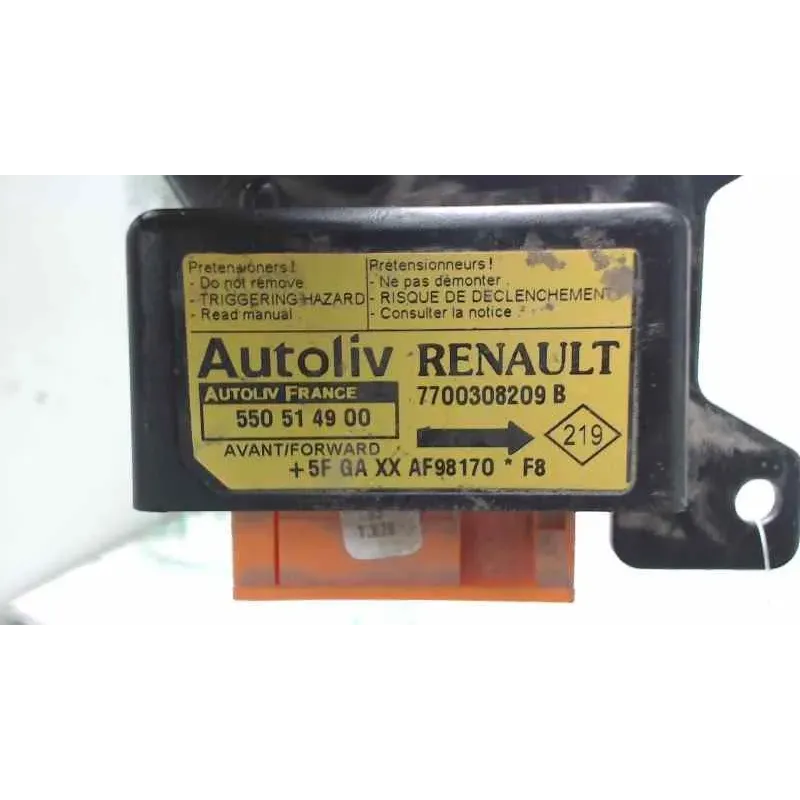 Pretensioners!
- Do not remove
- TRIGGERING HAZARD
- Read manual
Prétensionneurs!
- Ne pas démonter
- RISQUE DE DECLENCHEMENT
- Consulter la notice
Autoliv RENAULT
AUTOLIV FRANCE
550 51 49 00
7700308209 B
219
AVANT/FORWARD
+5F GA XX AF98170 * F8